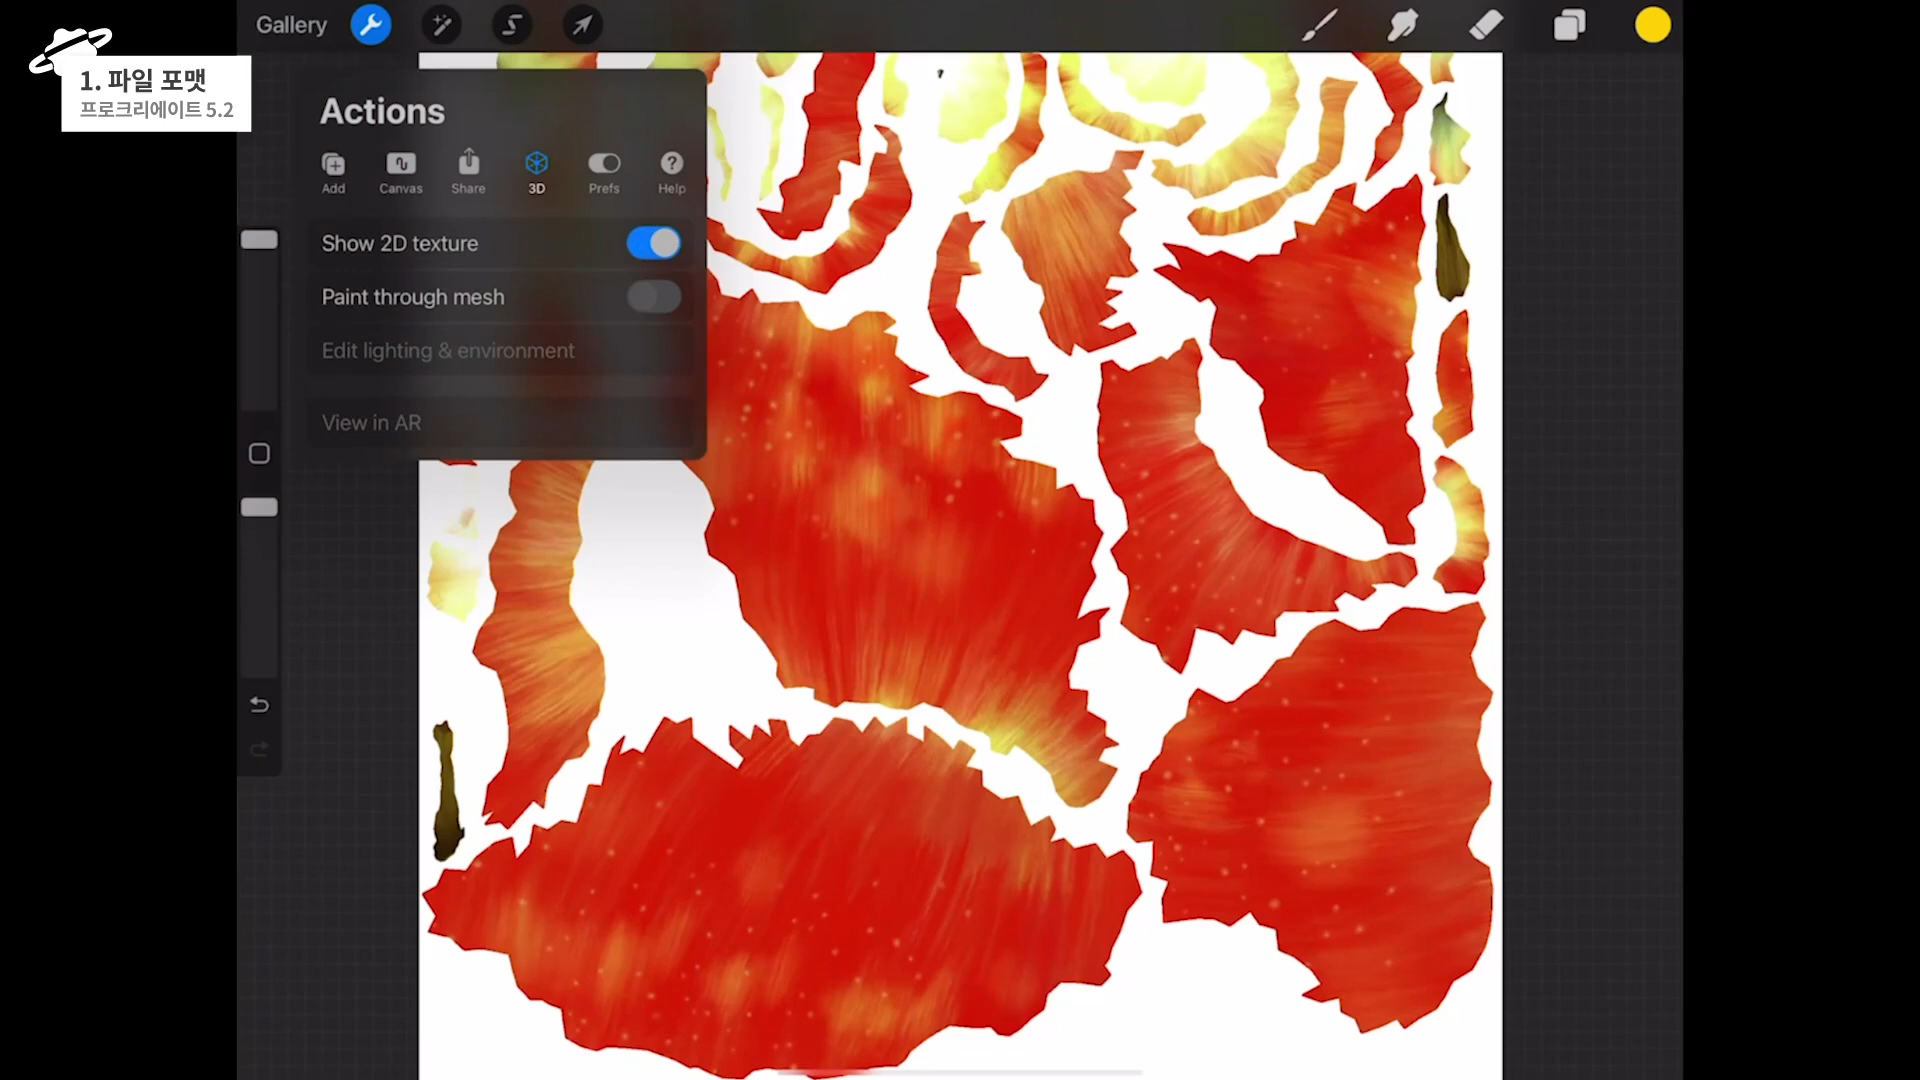 Gallery
1. 파일 포맷
프로크리에이트 5.2
Actions
Add Canvas Share 3D Prefs Help
Show 2D texture
Paint through mesh
Edit lighting & environment
View in AR